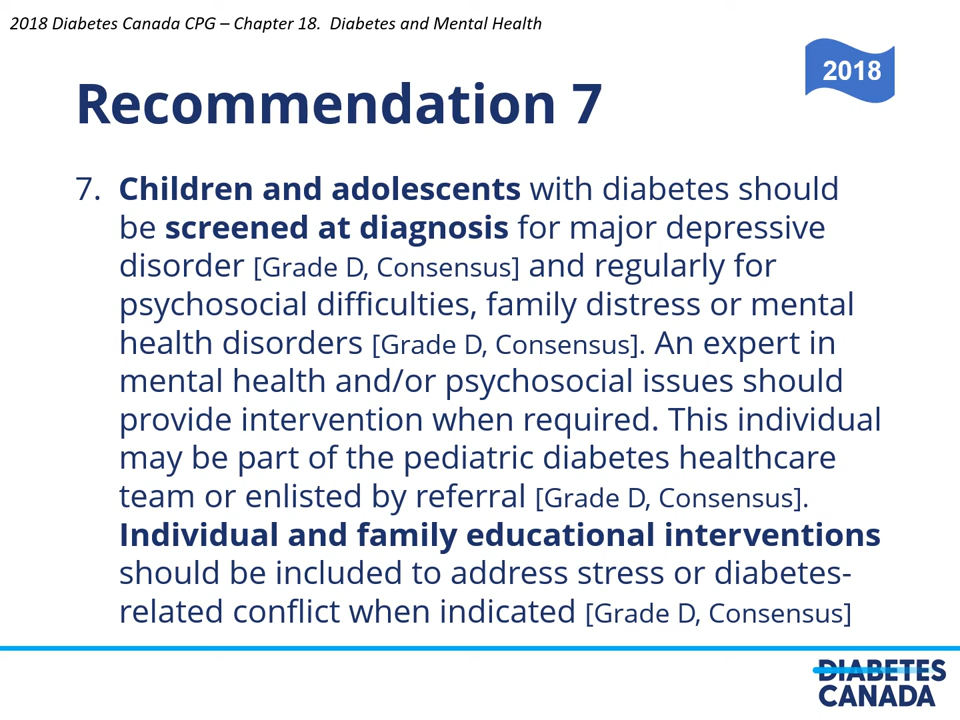 2018 Diabetes Canada CPG – Chapter 18.  Diabetes and Mental Health
2018
Recommendation 7
7. Children and adolescents with diabetes should
be screened at diagnosis for major depressive
disorder [Grade D, Consensus] and regularly for
psychosocial difficulties, family distress or mental
health disorders [Grade D, Consensus]. An expert in
mental health and/or psychosocial issues should
provide intervention when required. This individual
may be part of the pediatric diabetes healthcare
team or enlisted by referral [Grade D, Consensus].
Individual and family educational interventions
should be included to address stress or diabetes-
related conflict when indicated [Grade D, Consensus]
DIABETES
CANADA